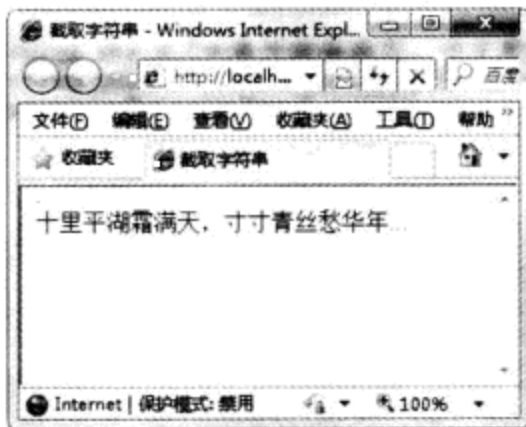 截取字符串 - Windows Internet Expl...
http://localh... 百度
文件(F) 编辑(E) 查看(V) 收藏夹(A) 工具(T) 帮助 »
收藏夹 截取字符串
十里平湖霜满天，寸寸青丝愁华年...
Internet | 保护模式: 禁用 100%